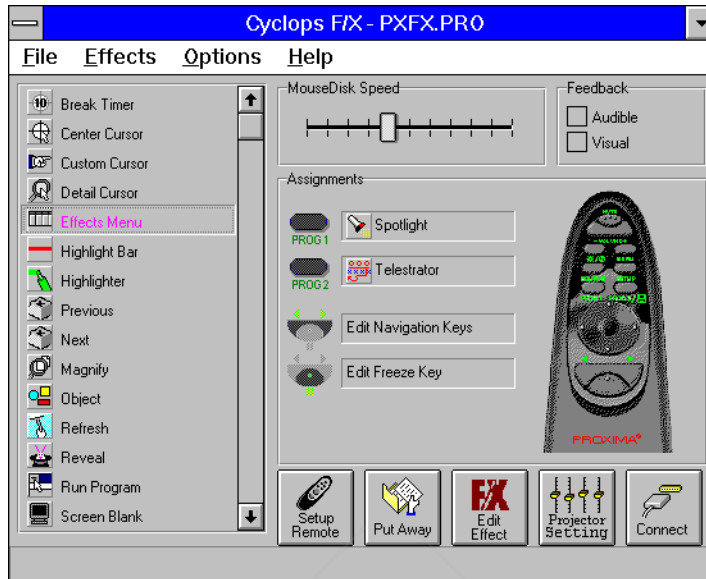 Cyclops F/X - PXFX.PRO
File Effects Options Help
Break Timer
Center Cursor
Custom Cursor
Detail Cursor
Effects Menu
Highlight Bar
Highlighter
Previous
Next
Magnify
Object
Refresh
Reveal
Run Program
Screen Blank
MouseDisk Speed
Feedback
Audible
Visual
Assignments
PROG 1
Spotlight
PROG 2
Telestrator
Edit Navigation Keys
Edit Freeze Key
MUTE
VOLUME
MENU
PROXIMA®
Setup
Remote
Put Away
F/X
Edit
Effect
Projector
Setting
Connect